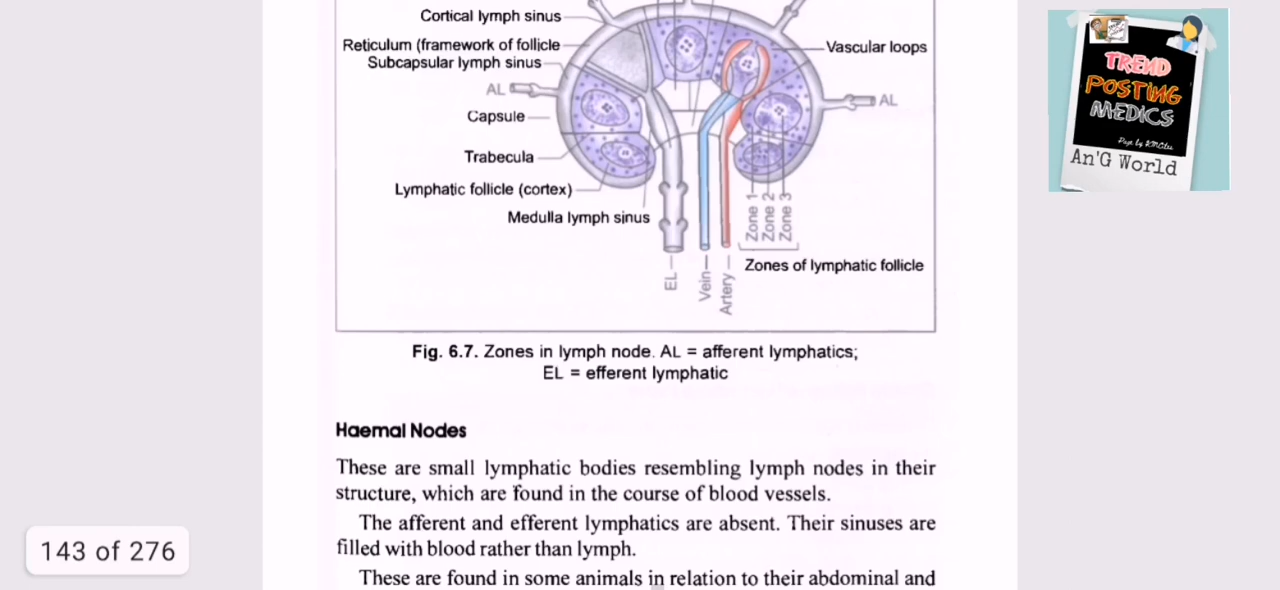 Cortical lymph sinus
Reticulum (framework of follicle
Subcapsular lymph sinus
AL
Capsule
Trabecula
Lymphatic follicle (cortex)
Medulla lymph sinus
Vascular loops
AL
Zone 1
Zone 2
Zone 3
Zones of lymphatic follicle
EL
Vein
Artery
Fig. 6.7. Zones in lymph node. AL = afferent lymphatics;
EL = efferent lymphatic
Haemal Nodes
These are small lymphatic bodies resembling lymph nodes in their
structure, which are found in the course of blood vessels.
The afferent and efferent lymphatics are absent. Their sinuses are
filled with blood rather than lymph.
These are found in some animals in relation to their abdominal and
143 of 276
TREND
POSTING
MEDICS
An'G World